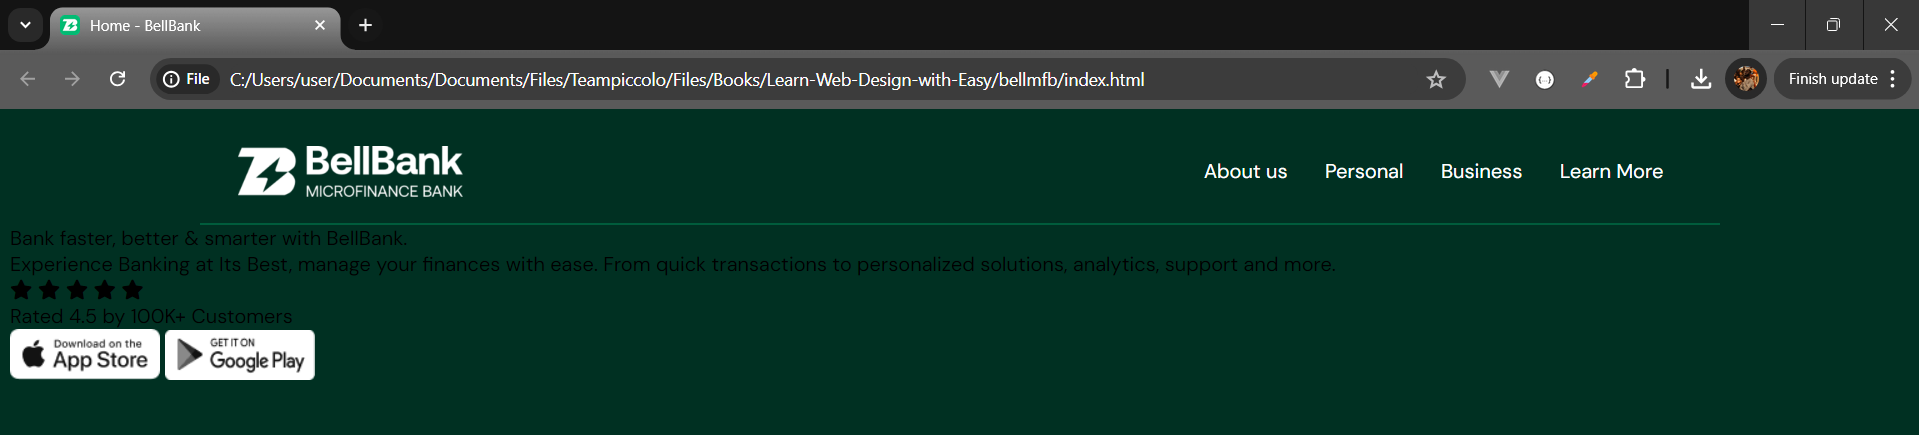 Home - BellBank
File C:/Users/user/Documents/Documents/Files/Teampiccolo/Files/Books/Learn-Web-Design-with-Easy/bellmfb/index.html Finish update
BellBank
MICROFINANCE BANK
About us Personal Business Learn More
Bank faster, better & smarter with BellBank.
Experience Banking at Its Best, manage your finances with ease. From quick transactions to personalized solutions, analytics, support and more.
Rated 4.5 by 100K+ Customers
Download on the
App Store
GET IT ON
Google Play